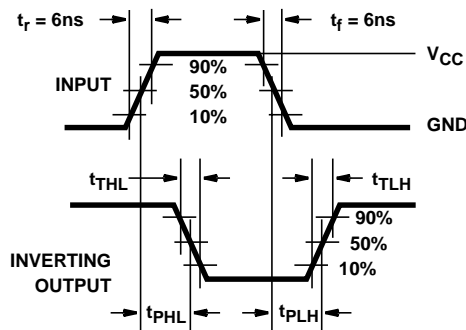 tr = 6ns
tf = 6ns
VCC
INPUT
90%
50%
10%
GND
tTHL
tTLH
90%
50%
10%
INVERTING
OUTPUT
tPHL
tPLH